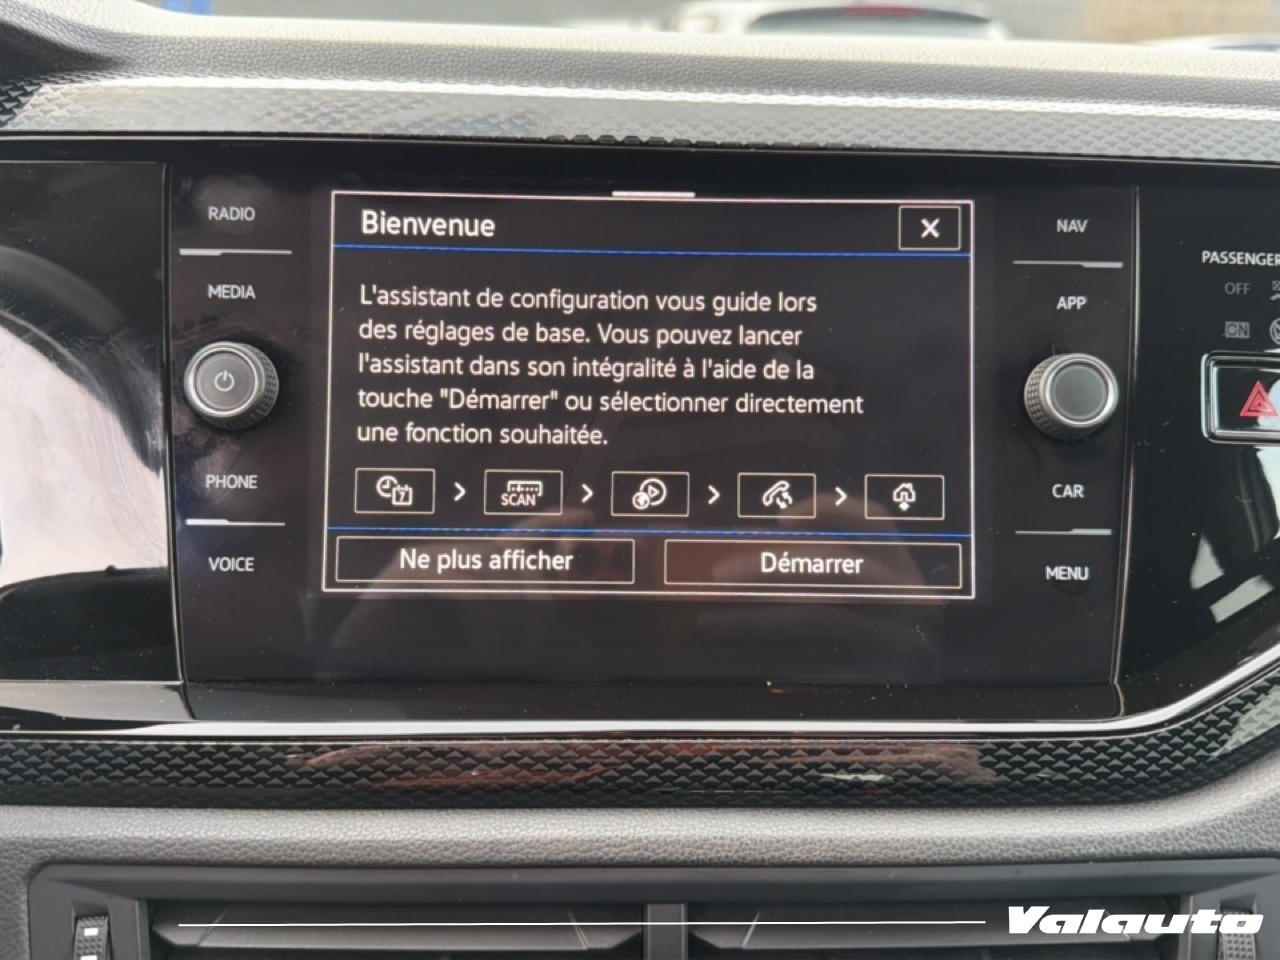 RADIO
MEDIA
PHONE
VOICE
Bienvenue
L'assistant de configuration vous guide lors
des réglages de base. Vous pouvez lancer
l'assistant dans son intégralité à l'aide de la
touche "Démarrer" ou sélectionner directement
une fonction souhaitée.
7
SCAN
Ne plus afficher
Démarrer
NAV
APP
CAR
MENU
PASSENGER
OFF
ON
Valauto